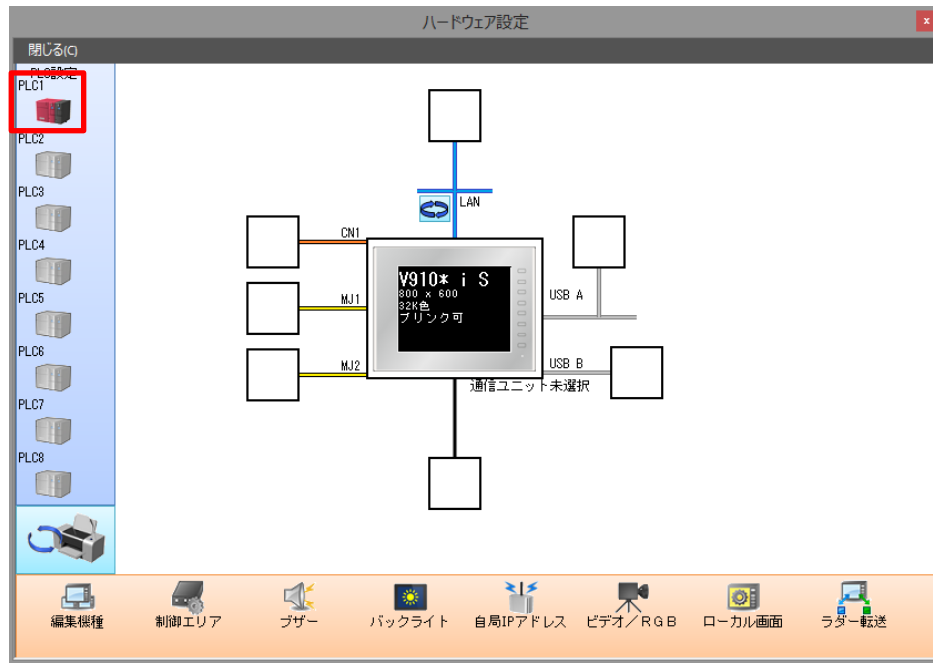 ハードウェア設定
x
閉じる(C)
PLC設定
PLC1
PLC2
PLC3
PLC4
PLC5
PLC6
PLC7
PLC8
LAN
CN1
MJ1
MJ2
V910* i S
800 x 600
32K色
ブリンク可
USB A
USB B
通信ユニット未選択
編集機種
制御エリア
ブザー
バックライト
自局IPアドレス
ビデオ/RGB
ローカル画面
ラダー転送